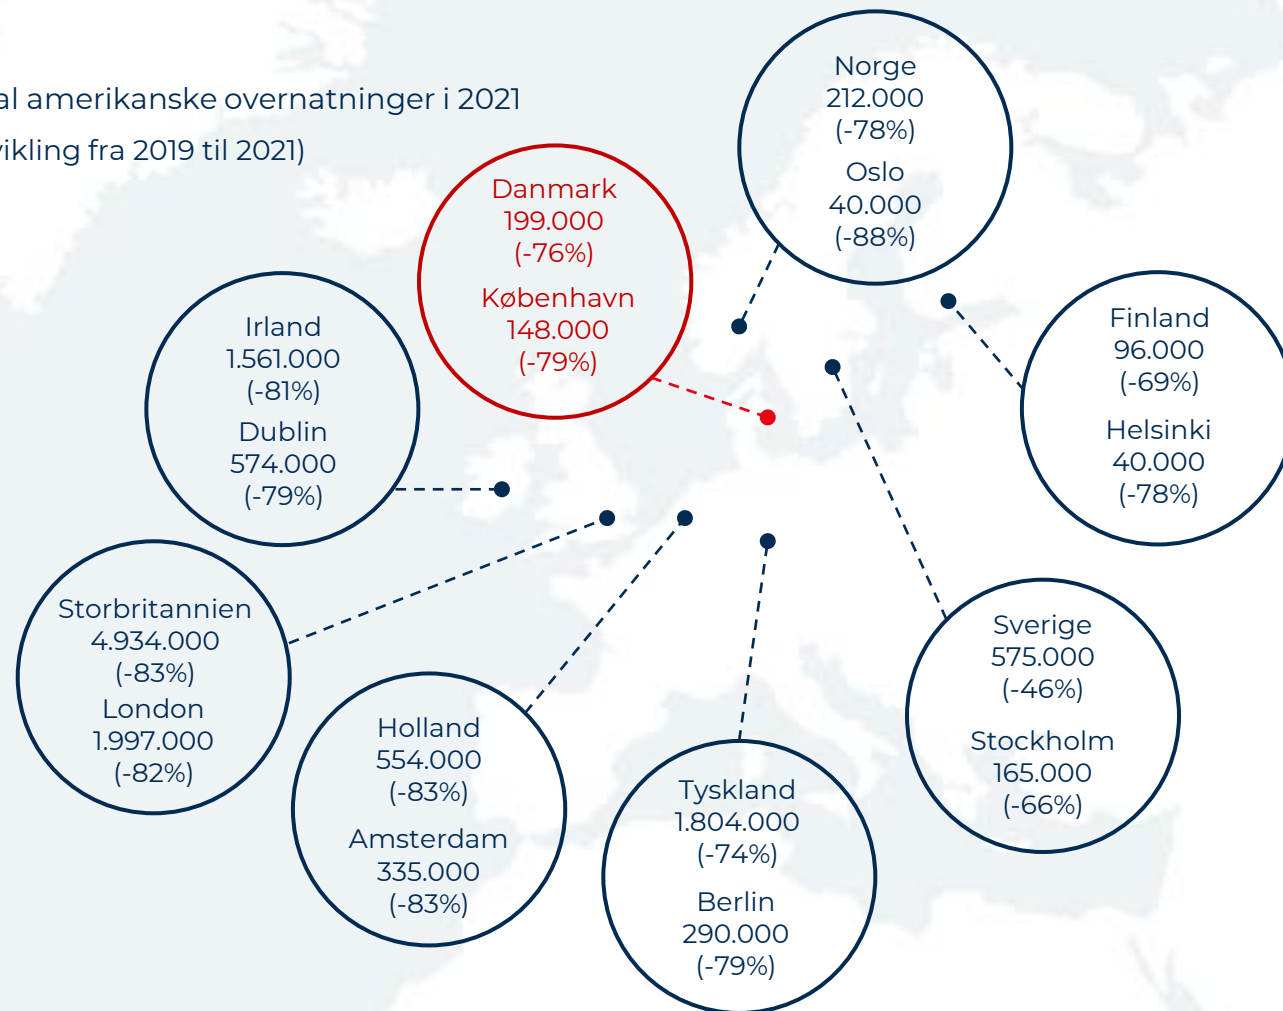 al amerikanske overnatninger i 2021
vikling fra 2019 til 2021)
Norge
212.000
(-78%)
Oslo
40.000
(-88%)
Danmark
199.000
(-76%)
København
148.000
(-79%)
Irland
1.561.000
(-81%)
Dublin
574.000
(-79%)
Finland
96.000
(-69%)
Helsinki
40.000
(-78%)
Storbritannien
4.934.000
(-83%)
London
1.997.000
(-82%)
Holland
554.000
(-83%)
Amsterdam
335.000
(-83%)
Tyskland
1.804.000
(-74%)
Berlin
290.000
(-79%)
Sverige
575.000
(-46%)
Stockholm
165.000
(-66%)